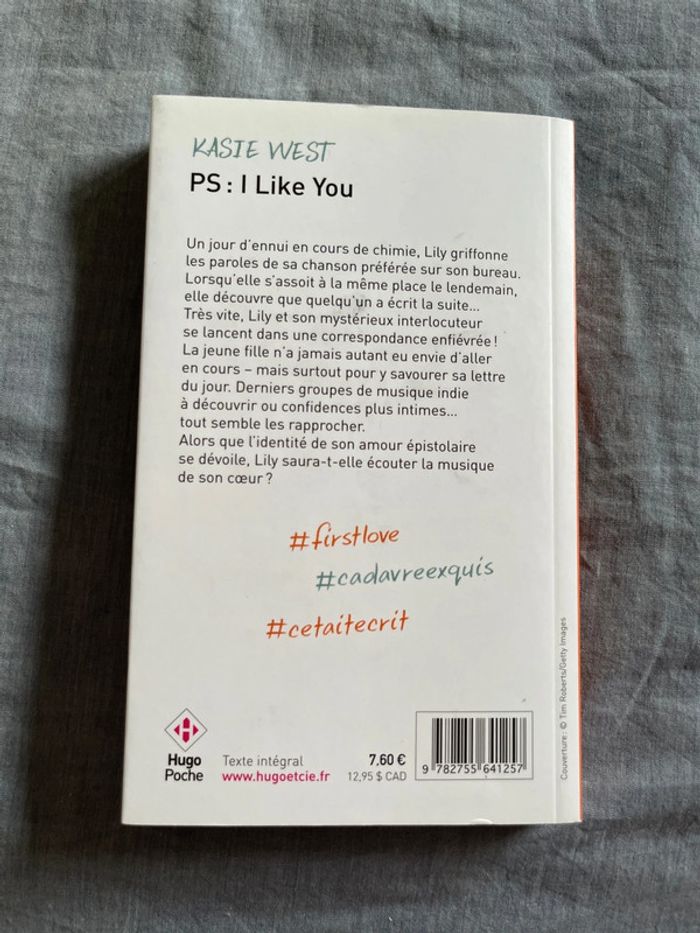 KASIE WEST
PS : I Like You
Un jour d'ennui en cours de chimie, Lily griffonne
les paroles de sa chanson préférée sur son bureau.
Lorsqu'elle s'assoit à la même place le lendemain,
elle découvre que quelqu'un a écrit la suite...
Très vite, Lily et son mystérieux interlocuteur
se lancent dans une correspondance enfiévrée !
La jeune fille n'a jamais autant eu envie d'aller
en cours – mais surtout pour y savourer sa lettre
du jour. Derniers groupes de musique indie
à découvrir ou confidences plus intimes...
tout semble les rapprocher.
Alors que l'identité de son amour épistolaire
se dévoile, Lily saura-t-elle écouter la musique
de son cœur ?
#firstlove
#cadavreexquis
#cetaitecrit
Hugo
Poche
Texte intégral
www.hugoetcie.fr
7,60 €
12,95 $ CAD
9 782755 641257
Couverture : © Tim Roberts/Getty Images